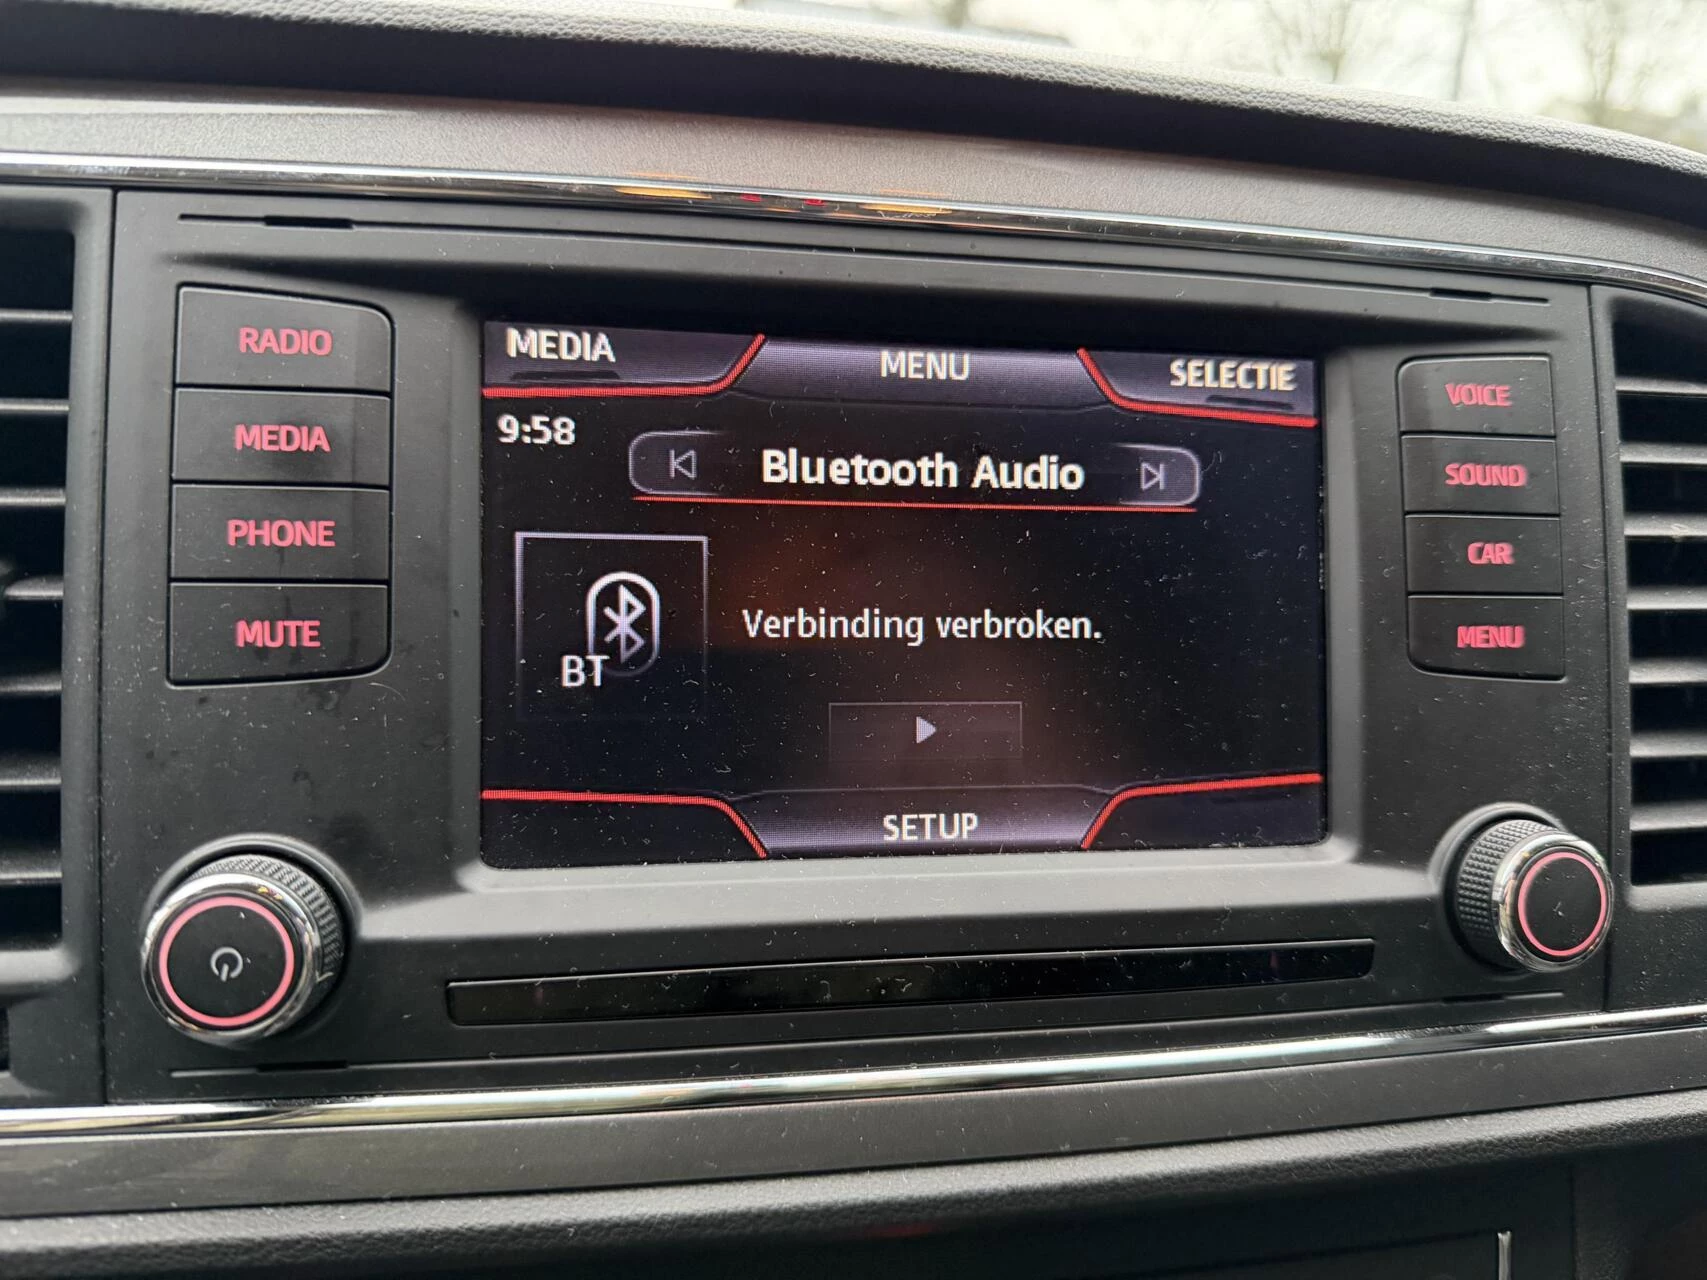 RADIO
MEDIA
PHONE
MUTE
MEDIA
MENU
SELECTIE
9:58
Bluetooth Audio
BT
Verbinding verbroken.
SETUP
VOICE
SOUND
CAR
MENU